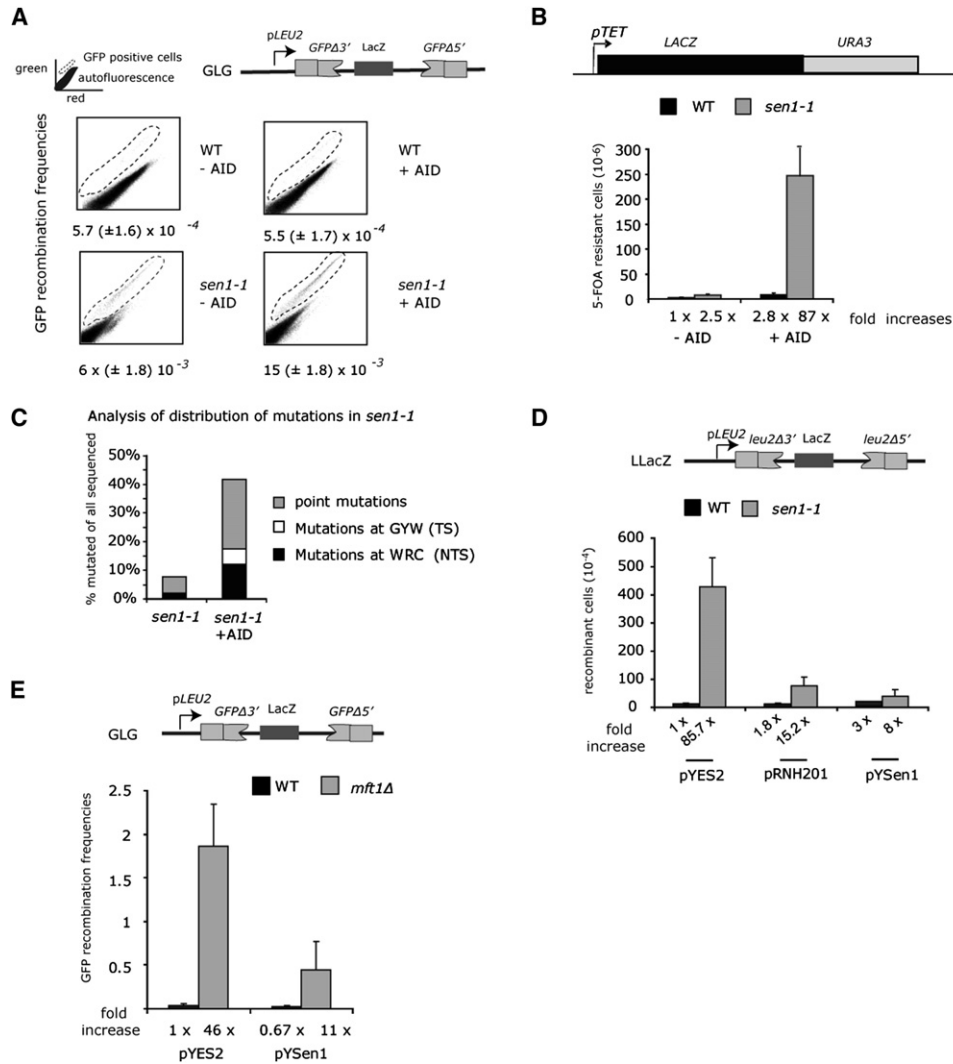 A
green
GFP positive cells
autofluorescence
red
pLEU2
GFPΔ3' LacZ GFPΔ5'
GLG
GFP recombination frequencies
WT
- AID
WT
+ AID
5.7 (±1.6) x 10 -4
5.5 (± 1.7) x 10 -4
sen1-1
- AID
sen1-1
+ AID
6 x (± 1.8) 10 -3
15 (± 1.8) x 10 -3
B
pTET
LACZ URA3
WT sen1-1
5-FOA resistant cells (10-6)
300
250
200
150
100
50
0
1 x 2.5 x 2.8 x 87 x fold increases
- AID + AID
C
Analysis of distribution of mutations in sen1-1
% mutated of all sequenced
50%
40%
30%
20%
10%
0%
sen1-1 sen1-1
+AID
point mutations
Mutations at GYW (TS)
Mutations at WRC (NTS)
D
pLEU2
leu2Δ3' LacZ leu2Δ5'
LLacZ
WT sen1-1
recombinant cells (10-4)
600
500
400
300
200
100
0
fold
increase
1 x 85.7 x 1.8 x 15.2 x 3 x 8 x
pYES2 pRNH201 pYSen1
E
pLEU2
GFPΔ3' LacZ GFPΔ5'
GLG
WT mft1Δ
GFP recombination frequencies
2.5
2
1.5
1
0.5
fold
increase
1 x 46 x 0.67 x 11 x
pYES2 pYSen1